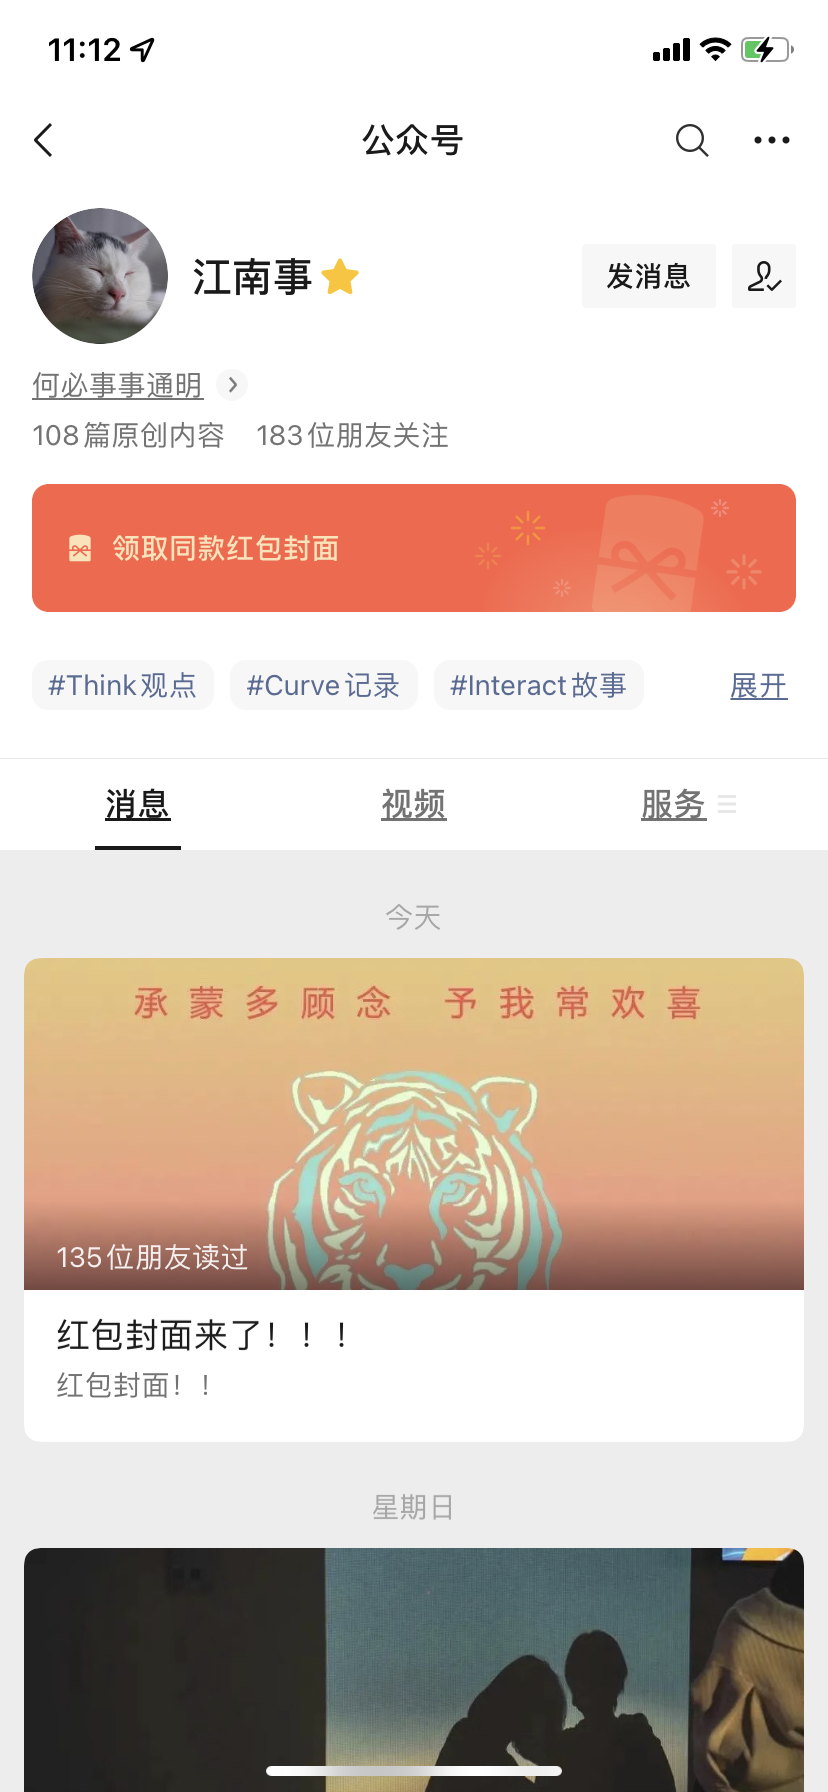 11:12
公众号
江南事
发消息
何必事事通明
108篇原创内容 183位朋友关注
领取同款红包封面
#Think观点 #Curve记录 #Interact故事 展开
消息 视频 服务
今天
承蒙多顾念 予我常欢喜
135位朋友读过
红包封面来了！！！
红包封面！！
星期日